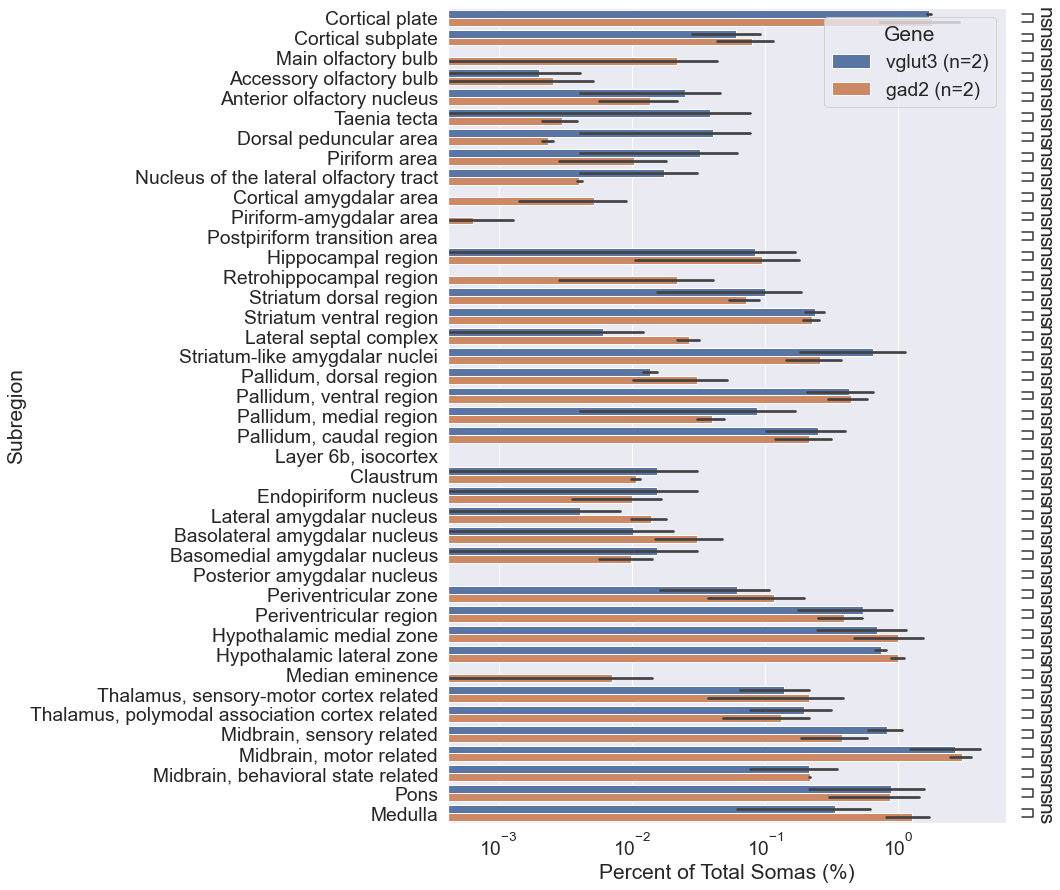 Cortical plate
Cortical subplate
Main olfactory bulb
Accessory olfactory bulb
Anterior olfactory nucleus
Taenia tecta
Dorsal peduncular area
Piriform area
Nucleus of the lateral olfactory tract
Cortical amygdalar area
Piriform-amygdalar area
Postpiriform transition area
Hippocampal region
Retrohippocampal region
Striatum dorsal region
Striatum ventral region
Lateral septal complex
Striatum-like amygdalar nuclei
Pallidum, dorsal region
Pallidum, ventral region
Pallidum, medial region
Pallidum, caudal region
Layer 6b, isocortex
Claustrum
Endopiriform nucleus
Lateral amygdalar nucleus
Basolateral amygdalar nucleus
Basomedial amygdalar nucleus
Posterior amygdalar nucleus
Periventricular zone
Periventricular region
Hypothalamic medial zone
Hypothalamic lateral zone
Median eminence
Thalamus, sensory-motor cortex related
Thalamus, polymodal association cortex related
Midbrain, sensory related
Midbrain, motor related
Midbrain, behavioral state related
Pons
Medulla
Subregion
Gene
vglut3 (n=2)
gad2 (n=2)
10⁻³ 10⁻² 10⁻¹ 10⁰
Percent of Total Somas (%)